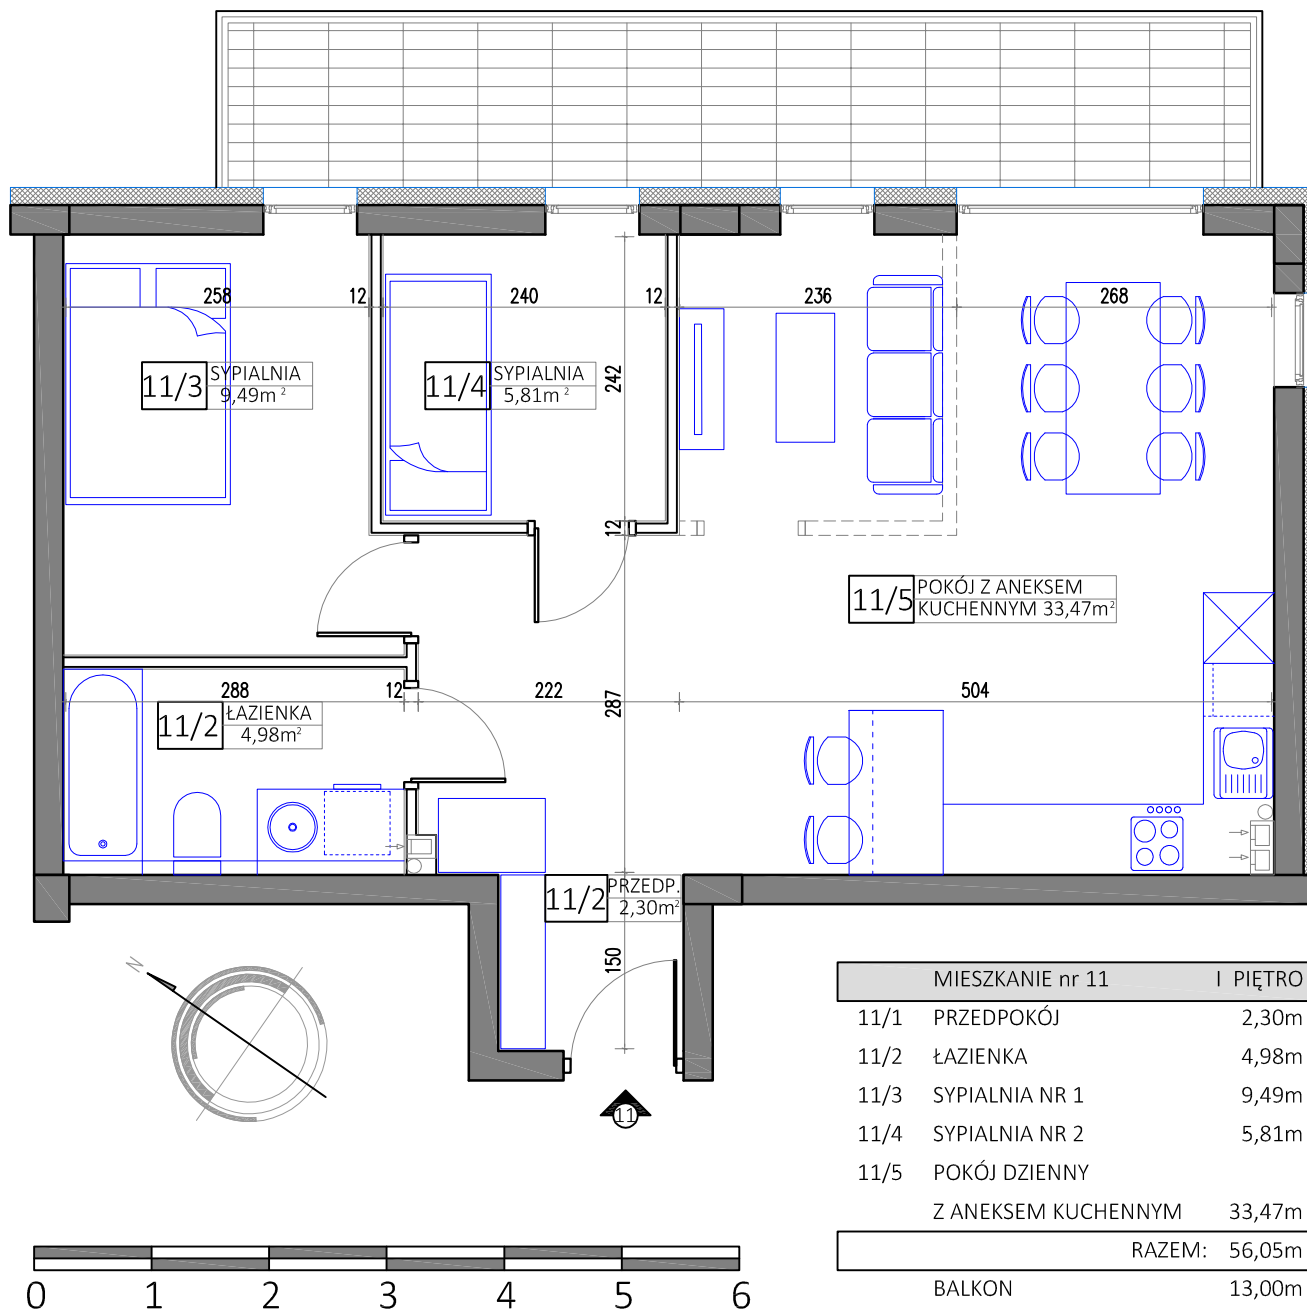 258
12
240
12
236
268
11/3
SYPIALNIA
9,49m²
11/4
SYPIALNIA
5,81m²
242
12
11/5
POKÓJ Z ANEKSEM
KUCHENNYM 33,47m²
288
12
222
287
504
11/2
ŁAZIENKA
4,98m²
11/2
PRZEDP.
2,30m²
150
N
11
MIESZKANIE nr 11 I PIĘTRO
11/1 PRZEDPOKÓJ 2,30m
11/2 ŁAZIENKA 4,98m
11/3 SYPIALNIA NR 1 9,49m
11/4 SYPIALNIA NR 2 5,81m
11/5 POKÓJ DZIENNY
Z ANEKSEM KUCHENNYM 33,47m
RAZEM: 56,05m
BALKON 13,00m
0 1 2 3 4 5 6